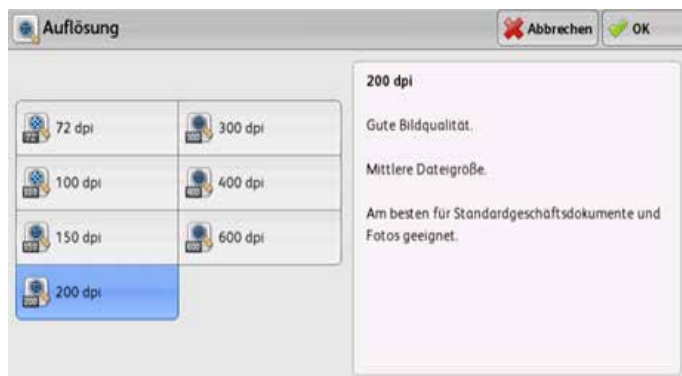 Auflösung
Abbrechen
OK
72 dpi
300 dpi
100 dpi
400 dpi
150 dpi
600 dpi
200 dpi
200 dpi
Gute Bildqualität.
Mittlere Dateigröße.
Am besten für Standardgeschäftsdokumente und
Fotos geeignet.